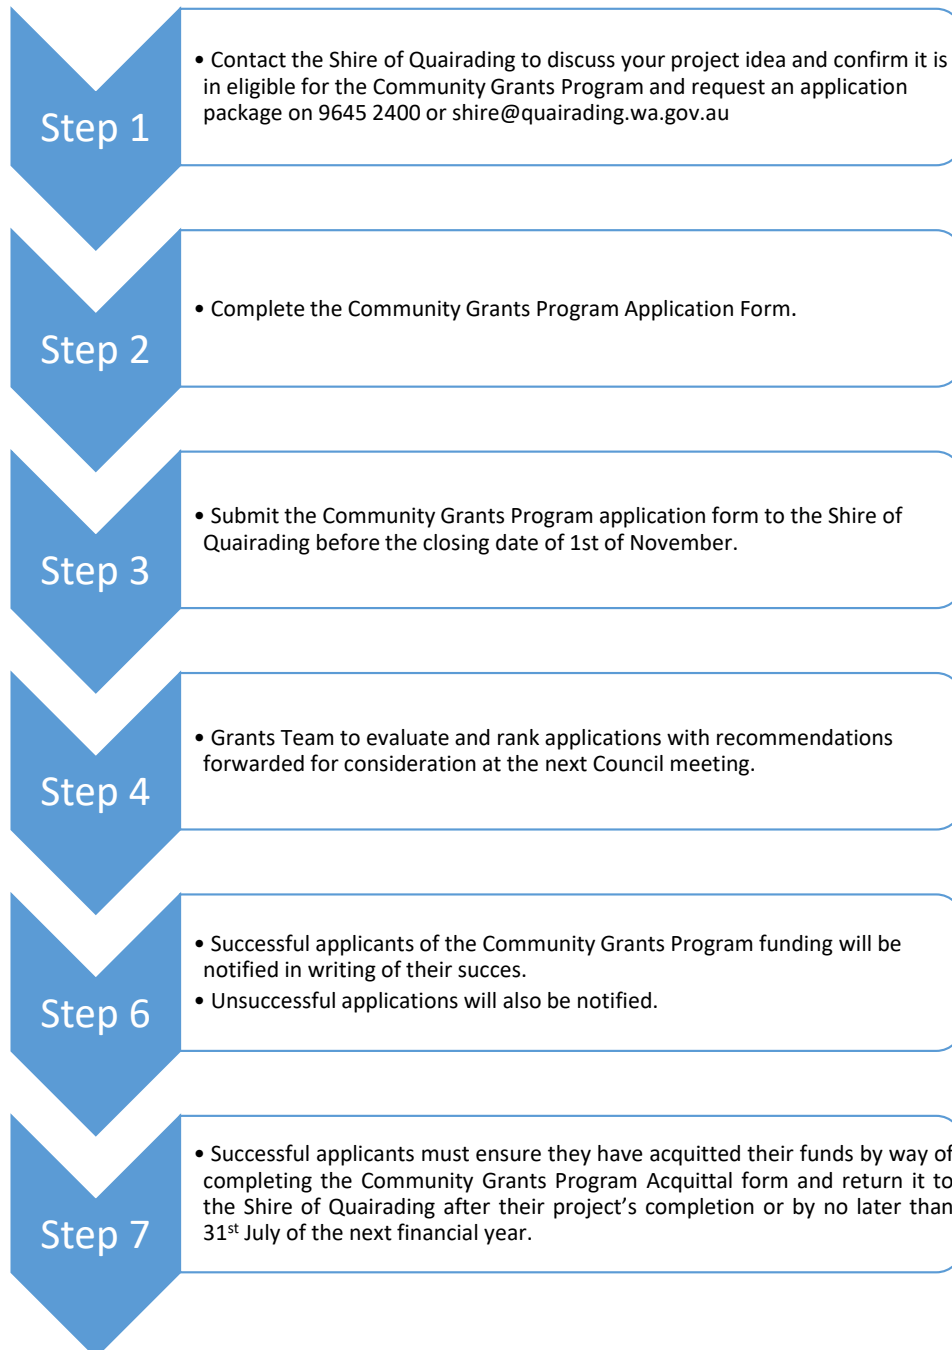 Step 1
• Contact the Shire of Quairading to discuss your project idea and confirm it is
in eligible for the Community Grants Program and request an application
package on 9645 2400 or shire@quairading.wa.gov.au
Step 2
• Complete the Community Grants Program Application Form.
Step 3
• Submit the Community Grants Program application form to the Shire of
Quairading before the closing date of 1st of November.
Step 4
• Grants Team to evaluate and rank applications with recommendations
forwarded for consideration at the next Council meeting.
Step 6
• Successful applicants of the Community Grants Program funding will be
notified in writing of their succes.
• Unsuccessful applications will also be notified.
Step 7
• Successful applicants must ensure they have acquitted their funds by way of
completing the Community Grants Program Acquittal form and return it to
the Shire of Quairading after their project’s completion or by no later than
31st July of the next financial year.